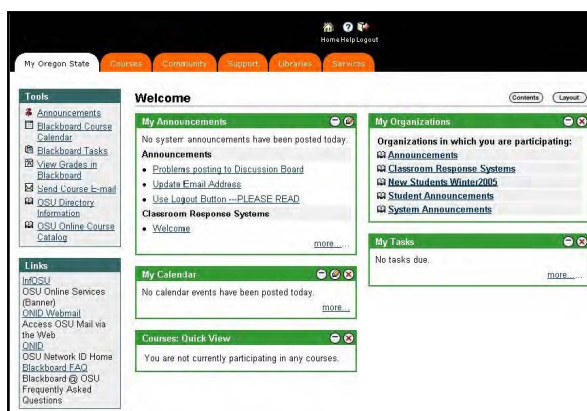 Home Help Logout
My Oregon State
Courses
Community
Support
Libraries
Services
Tools
Announcements
Blackboard Course
Calendar
Blackboard Tasks
View Grades in
Blackboard
Send Course E-mail
OSU Directory
Information
OSU Online Course
Catalog
Links
InfOSU
OSU Online Services
(Banner)
ONID Webmail
Access OSU Mail via
the Web
ONID
OSU Network ID Home
Blackboard FAQ
Blackboard @ OSU
Frequently Asked
Questions
Welcome
Contents
Layout
My Announcements
No system announcements have been posted today.
Announcements
• Problems posting to Discussion Board
• Update Email Address
• Use Logout Button ---PLEASE READ
Classroom Response Systems
• Welcome
more......
My Calendar
No calendar events have been posted today.
more...
Courses: Quick View
You are not currently participating in any courses.
My Organizations
Organizations in which you are participating:
Announcements
Classroom Response Systems
New Students Winter2005
Student Announcements
System Announcements
My Tasks
No tasks due.
more......